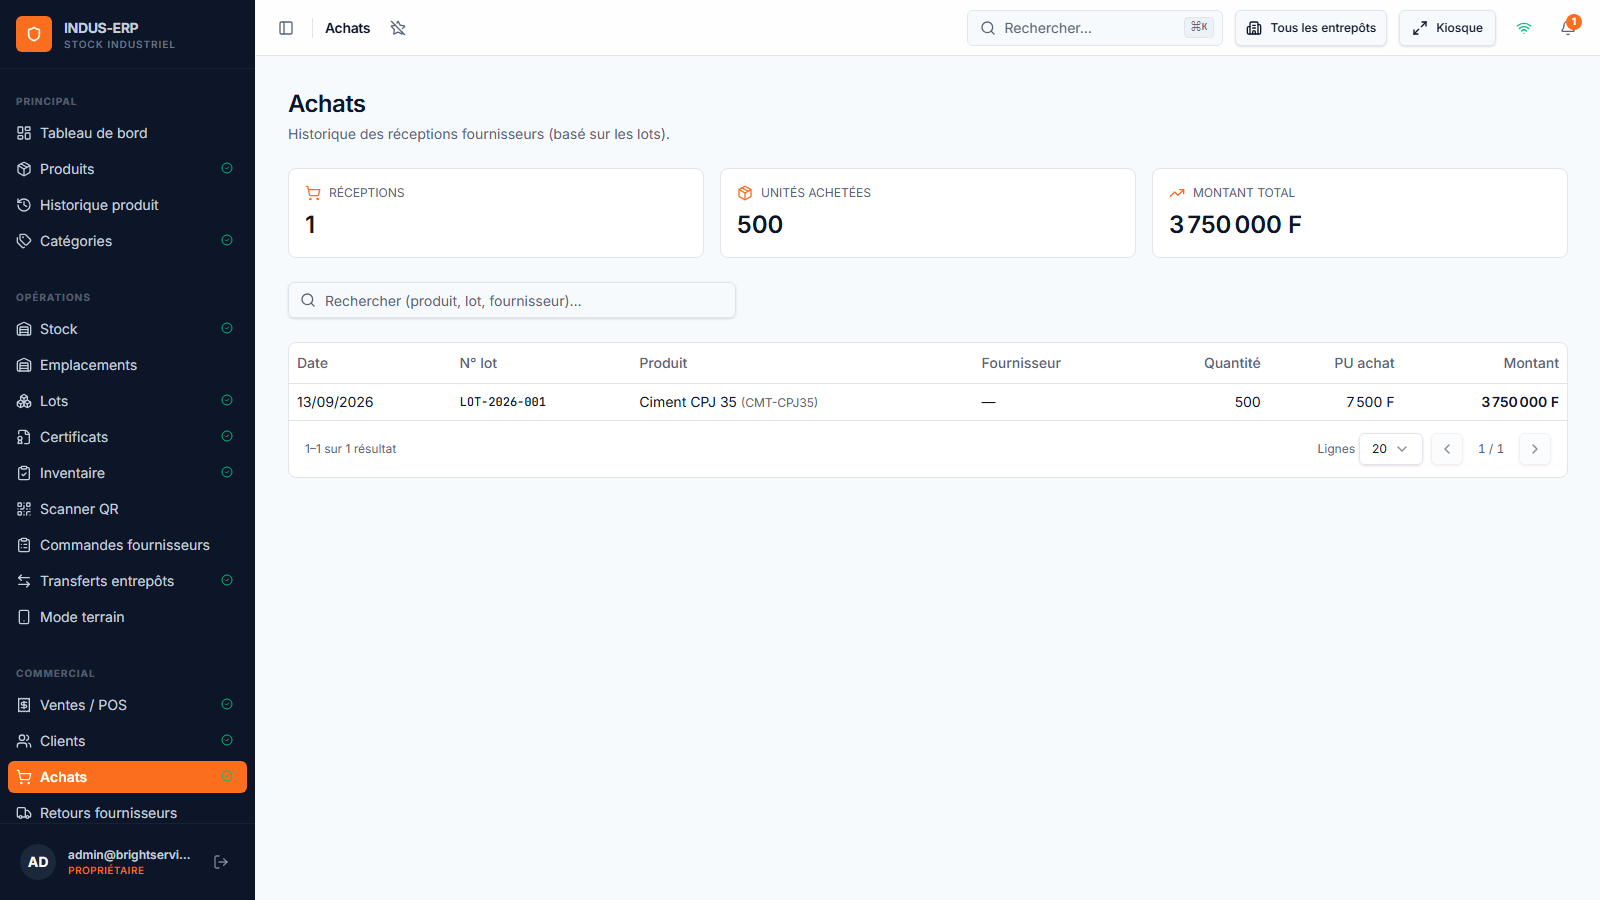 INDUS-ERP
STOCK INDUSTRIEL
PRINCIPAL
Tableau de bord
Produits
Historique produit
Catégories
OPÉRATIONS
Stock
Emplacements
Lots
Certificats
Inventaire
Scanner QR
Commandes fournisseurs
Transferts entrepôts
Mode terrain
COMMERCIAL
Ventes / POS
Clients
Achats
Retours fournisseurs
AD
admin@brightservi...
PROPRIÉTAIRE
Achats
Rechercher...
⌘K
Tous les entrepôts
Kiosque
1
Achats
Historique des réceptions fournisseurs (basé sur les lots).
RÉCEPTIONS
1
UNITÉS ACHETÉES
500
MONTANT TOTAL
3 750 000 F
Rechercher (produit, lot, fournisseur)...
Date N° lot Produit Fournisseur Quantité PU achat Montant
13/09/2026 LOT-2026-001 Ciment CPJ 35 (CMT-CPJ35) — 500 7 500 F 3 750 000 F
1–1 sur 1 résultat
Lignes 20 1 / 1